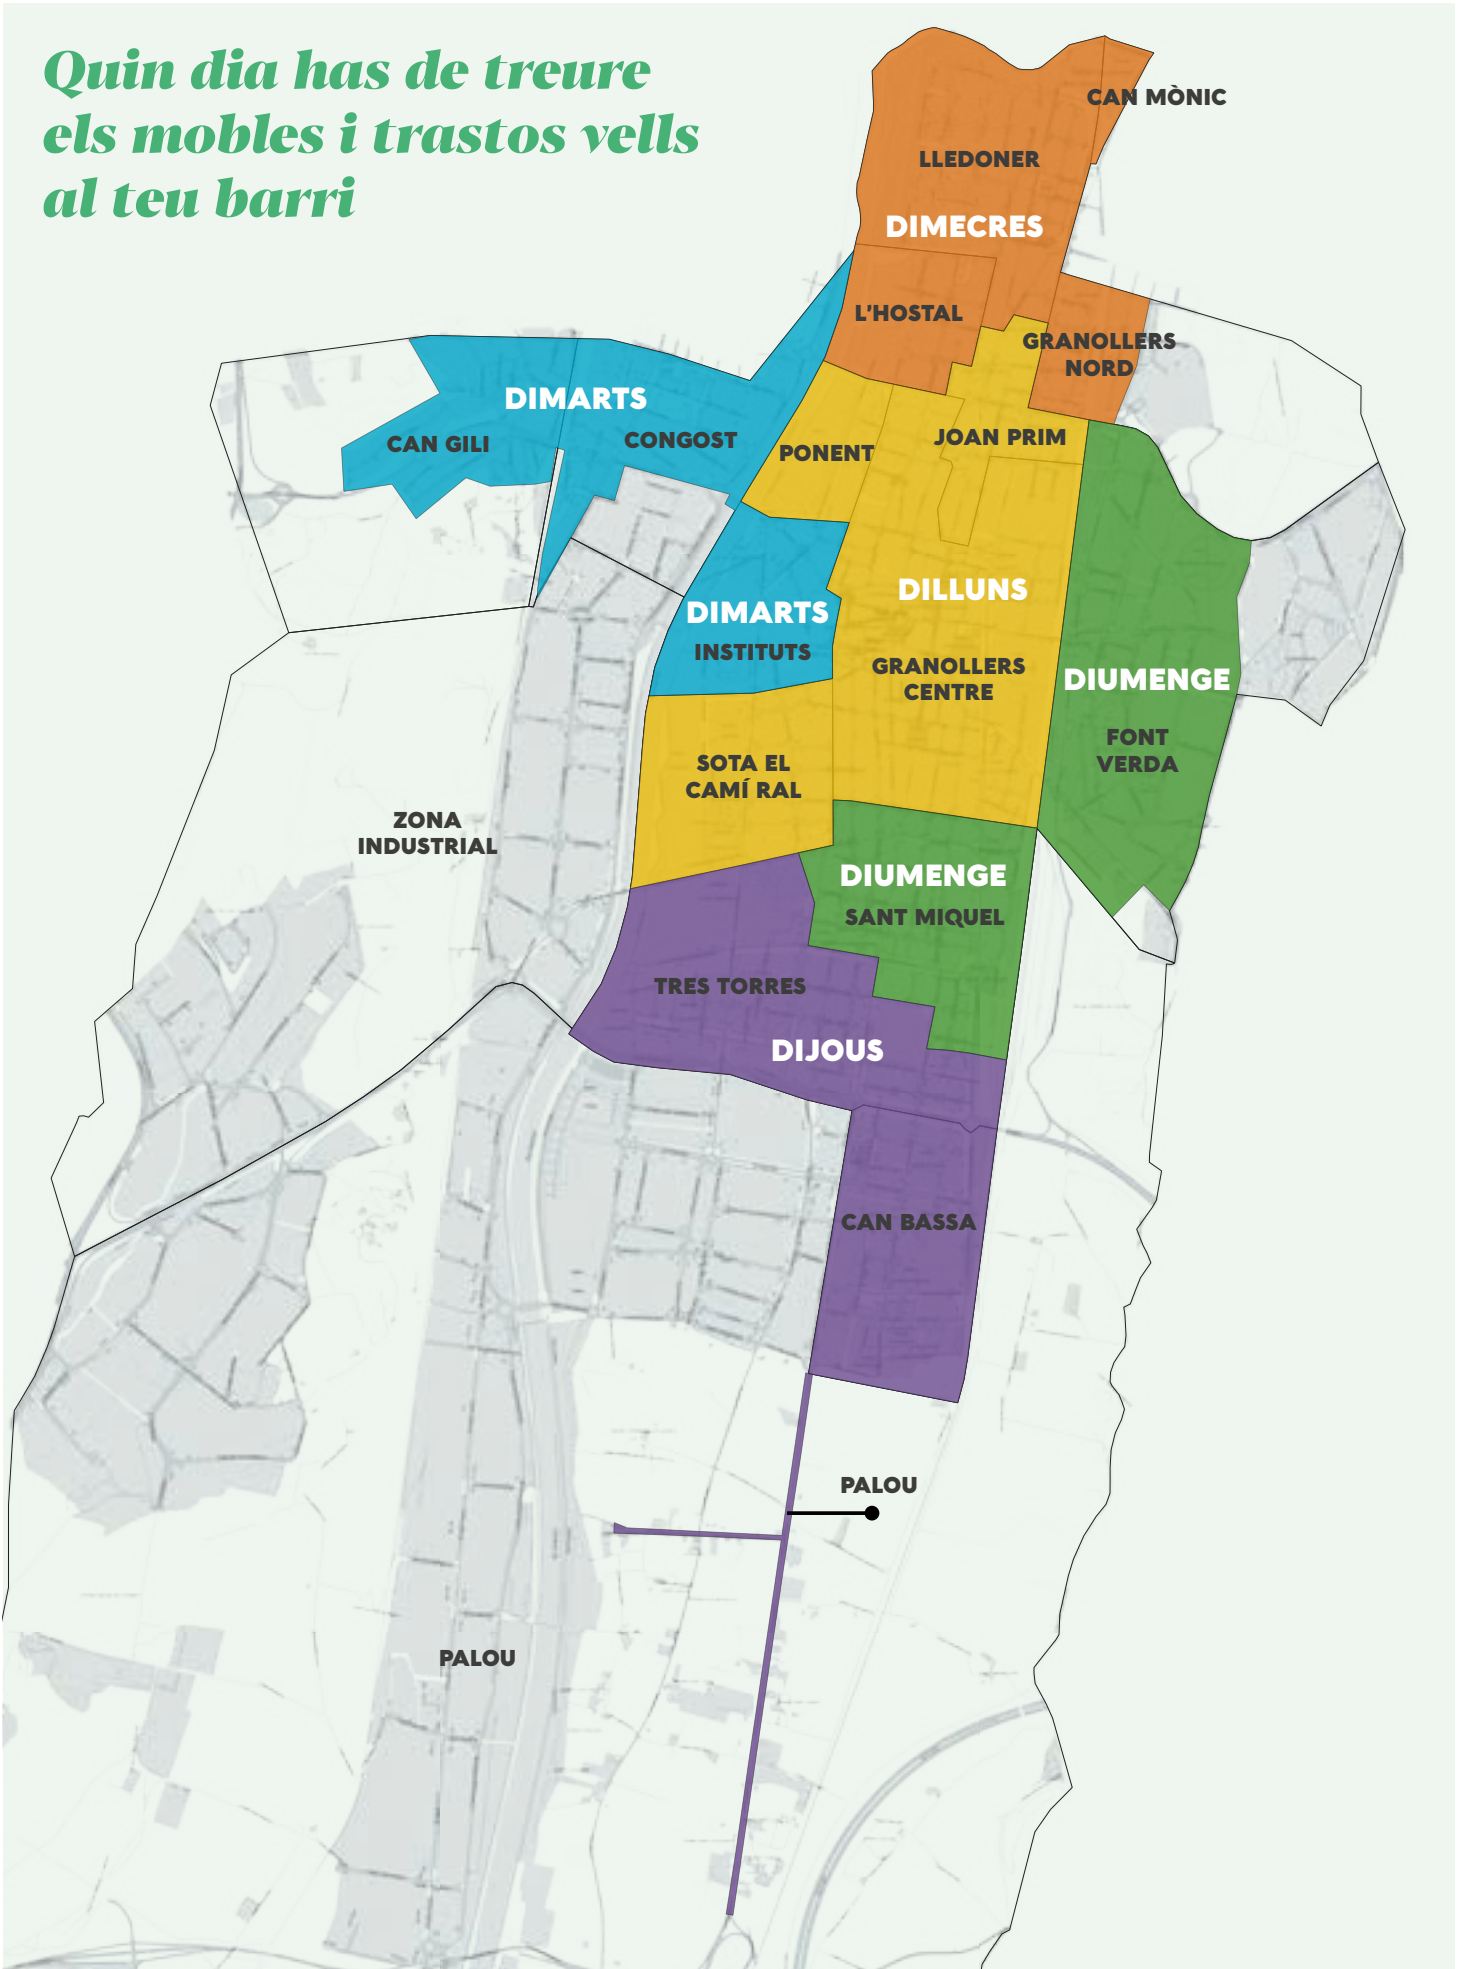 Quin dia has de treure
els mobles i trastos vells
al teu barri
CAN MÒNIC
LLEDONER
DIMECRES
L'HOSTAL
GRANOLLERS
NORD
DIMARTS
CAN GILI
CONGOST
PONENT
JOAN PRIM
DILLUNS
DIMARTS
INSTITUTS
GRANOLLERS
CENTRE
DIUMENGE
FONT
VERDA
SOTA EL
CAMÍ RAL
ZONA
INDUSTRIAL
DIUMENGE
SANT MIQUEL
TRES TORRES
DIJOUS
CAN BASSA
PALOU
PALOU